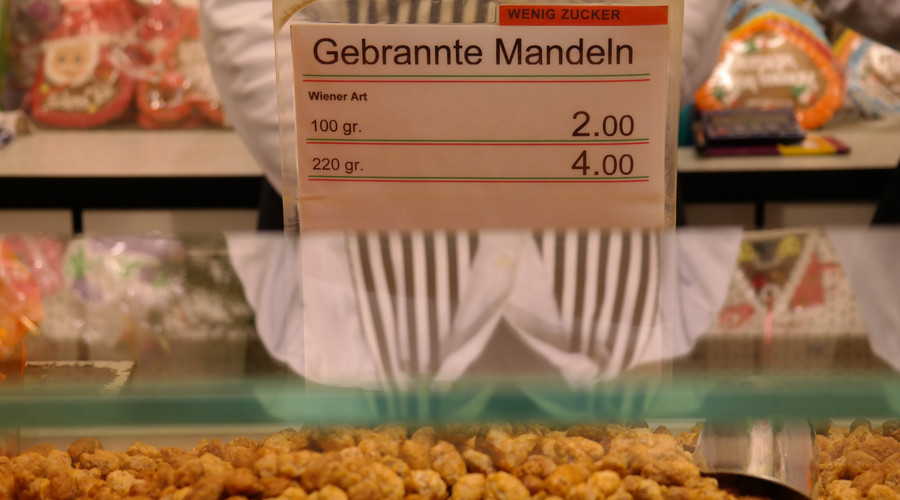 WENIG ZUCKER
Gebrannte Mandeln
Wiener Art
100 gr. 2.00
220 gr. 4.00